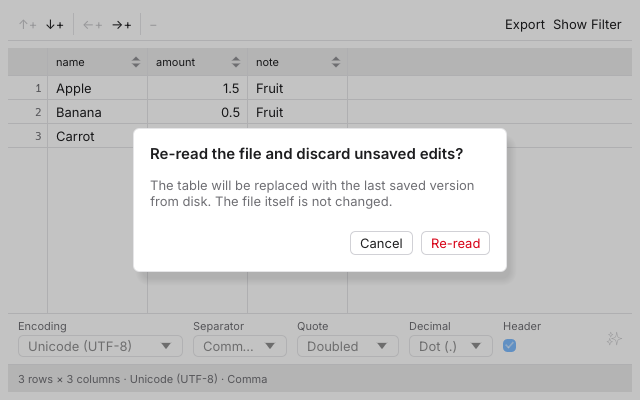 ↑+ ↓+ ←+ →+ − Export Show Filter
name amount note
1 Apple 1.5 Fruit
2 Banana 0.5 Fruit
3 Carrot
Re-read the file and discard unsaved edits?
The table will be replaced with the last saved version
from disk. The file itself is not changed.
Cancel Re-read
Encoding Separator Quote Decimal Header
Unicode (UTF-8) Comm... Doubled Dot (.)
3 rows × 3 columns · Unicode (UTF-8) · Comma